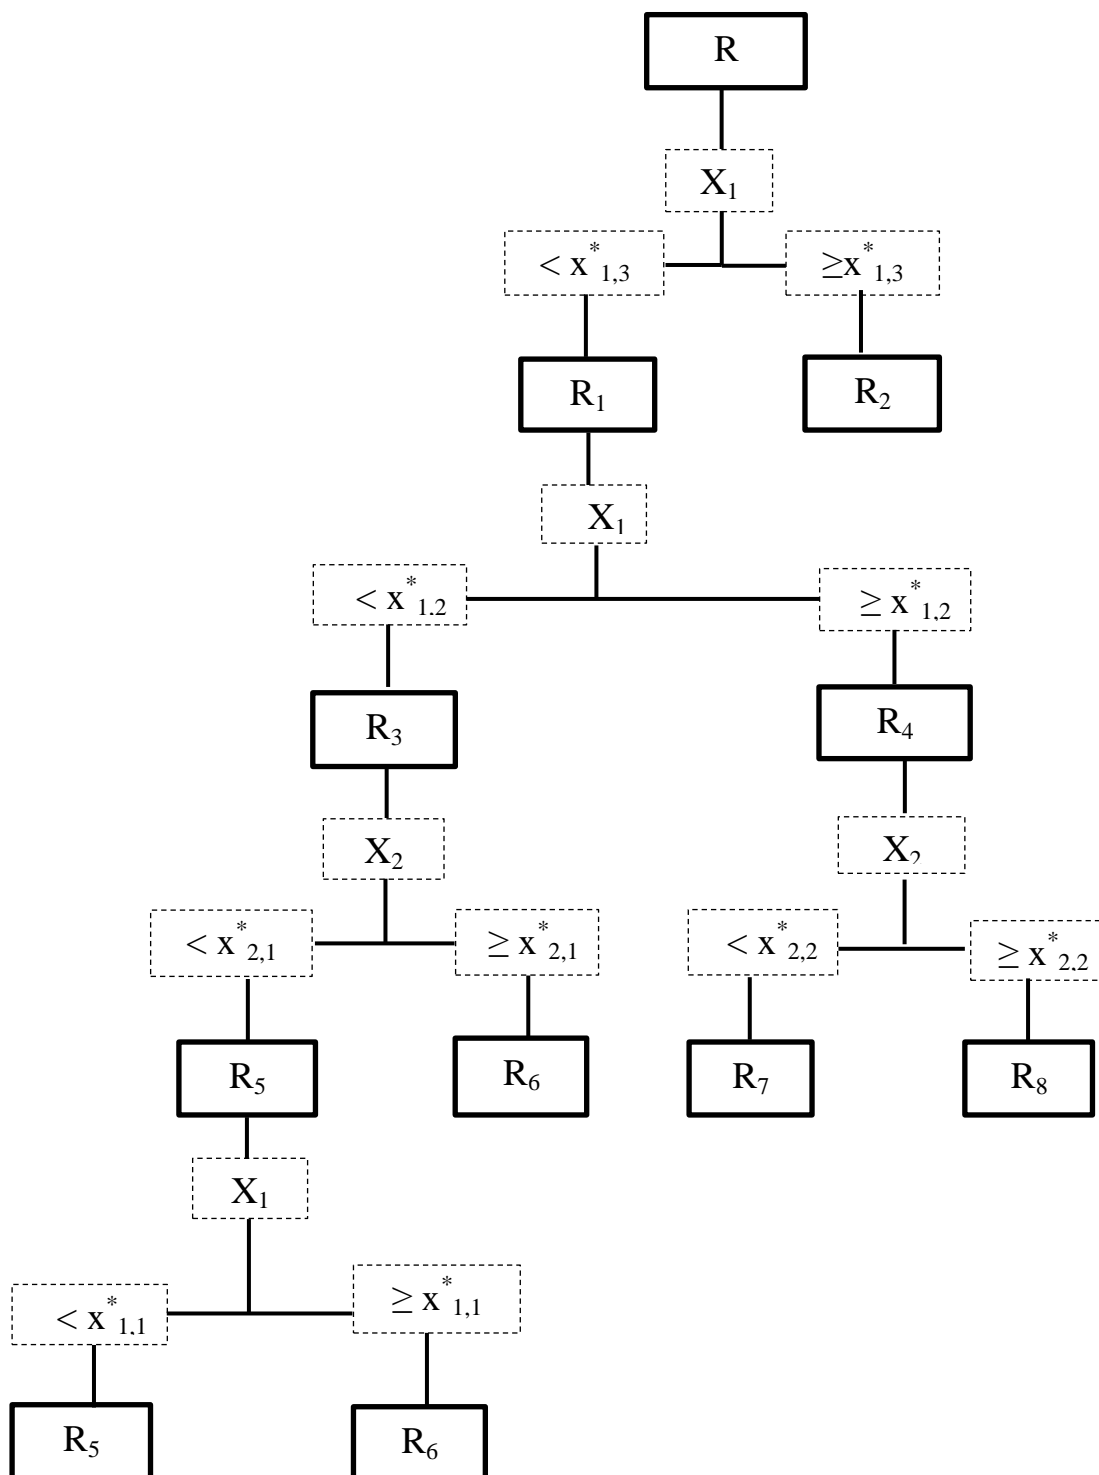 R
X₁
< x*₁,₃
≥x*₁,₃
R₁
R₂
X₁
< x*₁,₂
≥ x*₁,₂
R₃
R₄
X₂
X₂
< x*₂,₁
≥ x*₂,₁
< x*₂,₂
≥ x*₂,₂
R₅
R₆
R₇
R₈
X₁
< x*₁,₁
≥ x*₁,₁
R₅
R₆